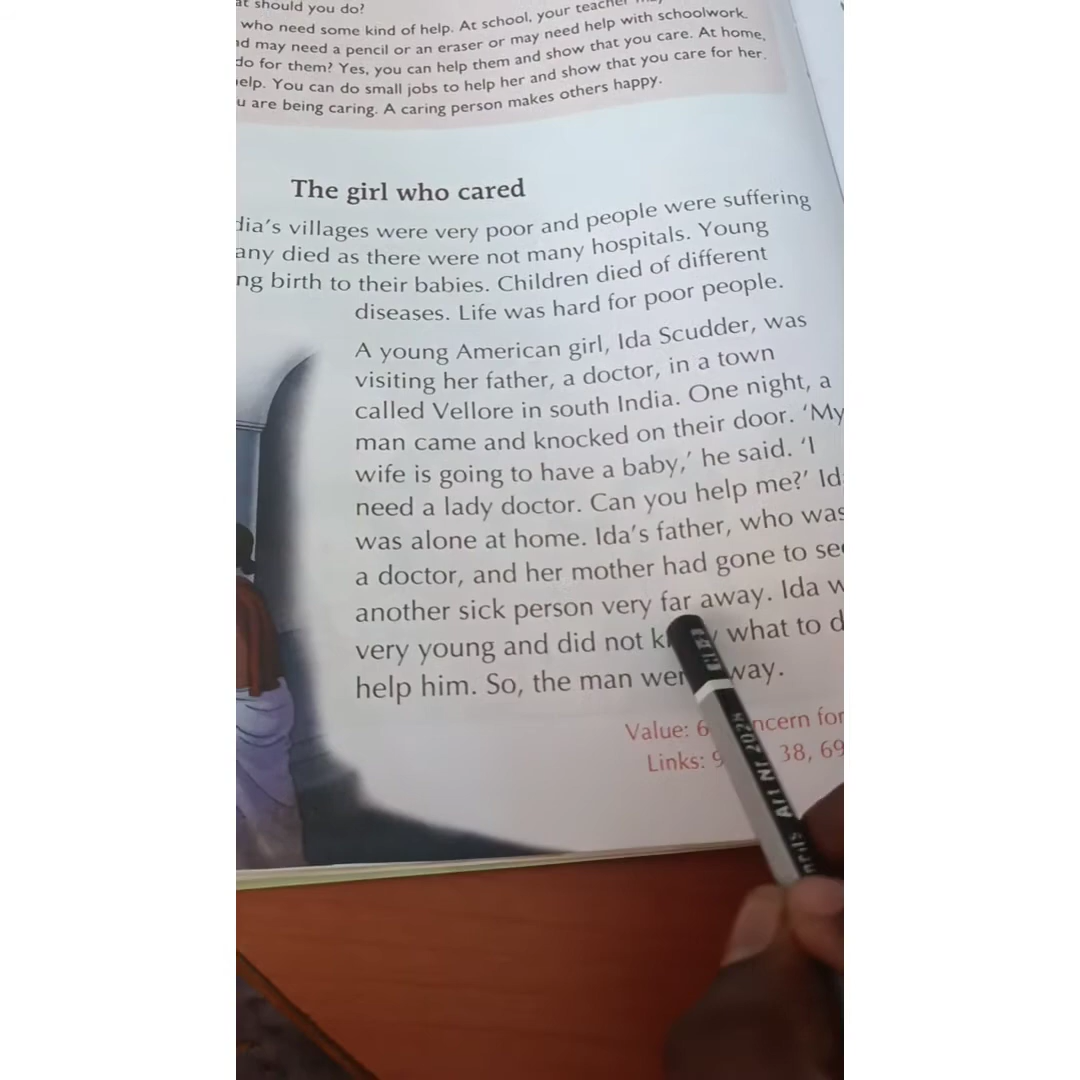 at should you do?
who need some kind of help. At school, your teacher
may need a pencil or an eraser or may need help with schoolwork.
do for them? Yes, you can help them and show that you care. At home,
elp. You can do small jobs to help her and show that you care for her.
u are being caring. A caring person makes others happy.
The girl who cared
dia's villages were very poor and people were suffering
any died as there were not many hospitals. Young
ng birth to their babies. Children died of different
diseases. Life was hard for poor people.
A young American girl, Ida Scudder, was
visiting her father, a doctor, in a town
called Vellore in south India. One night, a
man came and knocked on their door. 'My
wife is going to have a baby,' he said. 'I
need a lady doctor. Can you help me?' Id
was alone at home. Ida's father, who was
a doctor, and her mother had gone to se
another sick person very far away. Ida w
very young and did not k what to d
help him. So, the man wen way.
Value: 6 ncern for
Links: 9 38, 69